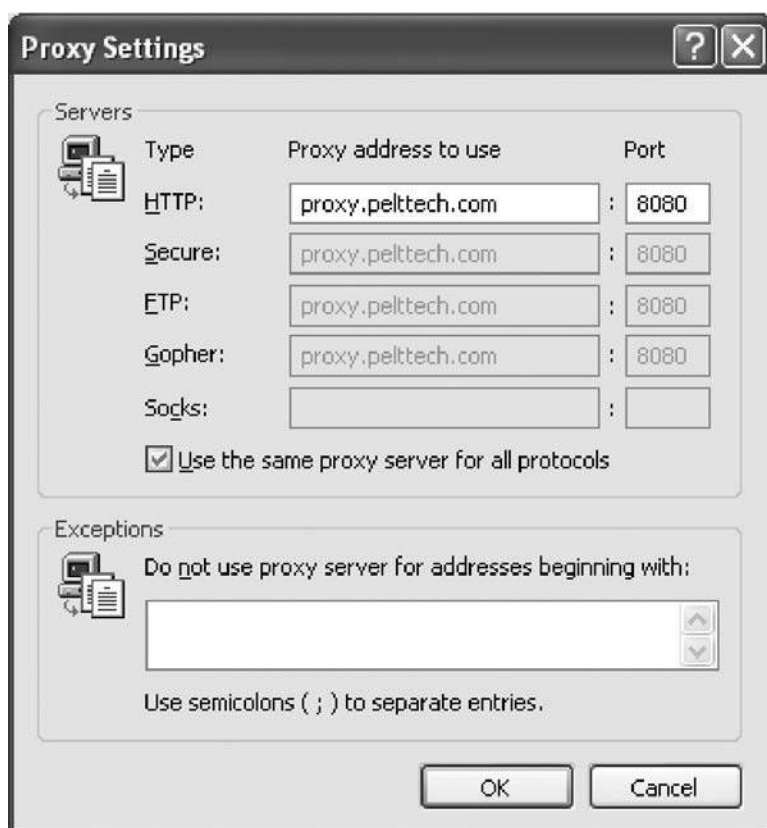 Proxy Settings
Servers
Type Proxy address to use Port
HTTP: proxy.pelttech.com : 8080
Secure: proxy.pelttech.com : 8080
FTP: proxy.pelttech.com : 8080
Gopher: proxy.pelttech.com : 8080
Socks: :
Use the same proxy server for all protocols
Exceptions
Do not use proxy server for addresses beginning with:
Use semicolons ( ; ) to separate entries.
OK Cancel